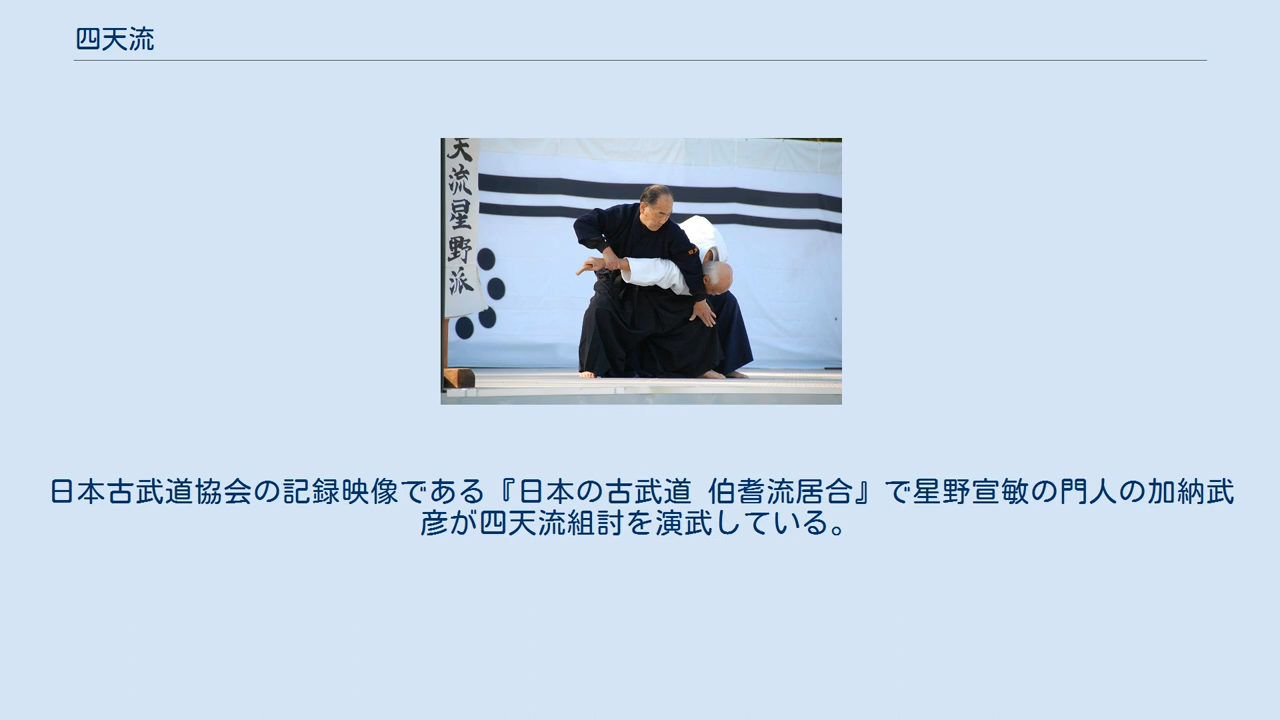 四天流
天流星野派
日本古武道協会の記録映像である『日本の古武道 伯耆流居合』で星野宣敏の門人の加納武
彦が四天流組討を演武している。